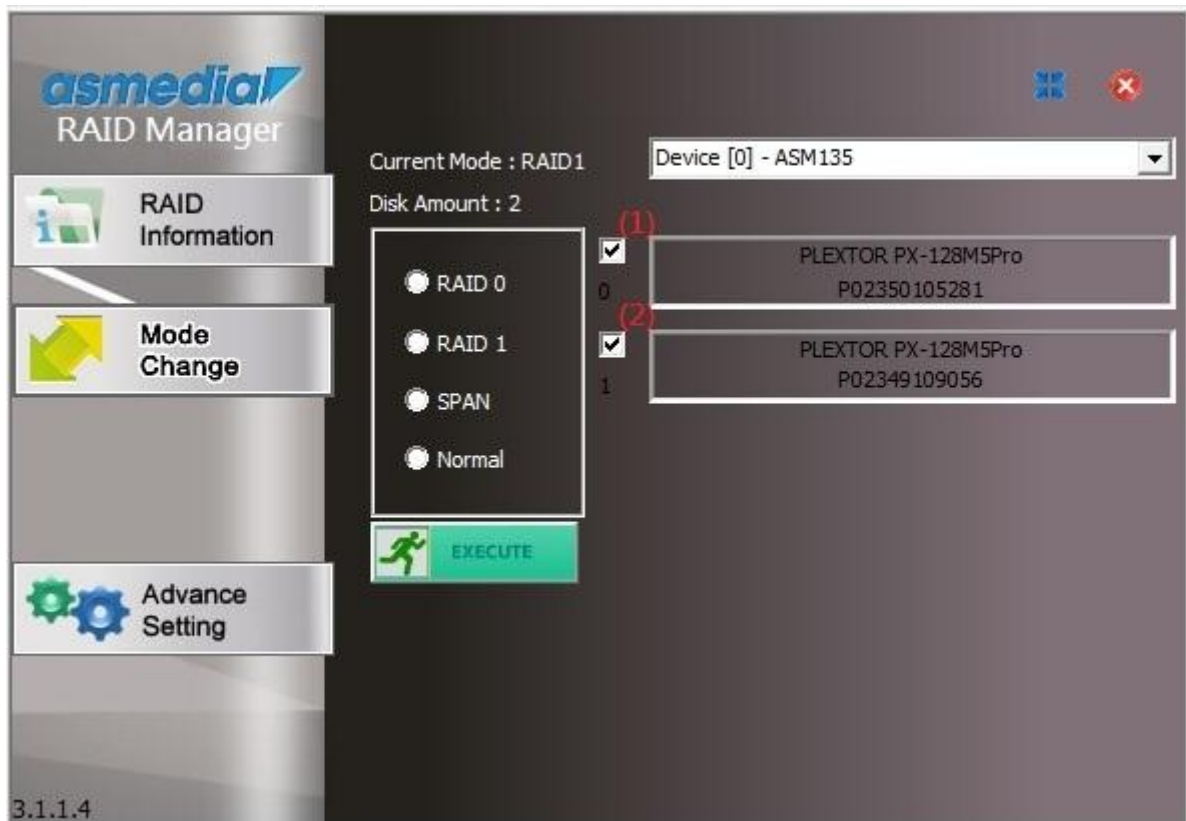 asmedia
RAID Manager
RAID
Information
Mode
Change
Advance
Setting
3.1.1.4
Current Mode : RAID1
Device [0] - ASM135
Disk Amount : 2
RAID 0
RAID 1
SPAN
Normal
EXECUTE
(1)
0
PLEXTOR PX-128M5Pro
P02350105281
(2)
1
PLEXTOR PX-128M5Pro
P02349109056